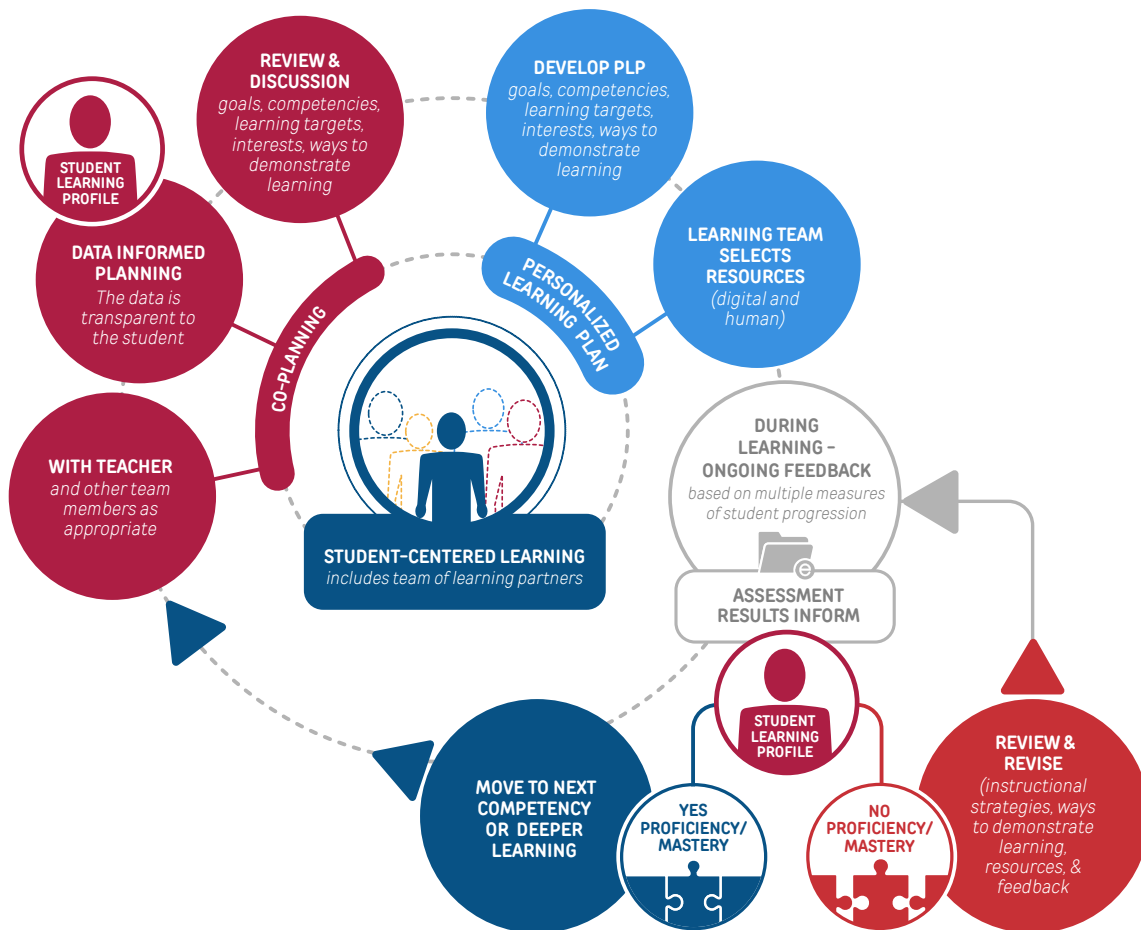 REVIEW &
DISCUSSION
goals, competencies,
learning targets,
interests, ways to
demonstrate
learning
DEVELOP PLP
goals, competencies,
learning targets,
interests, ways to
demonstrate
learning
STUDENT
LEARNING
PROFILE
DATA INFORMED
PLANNING
The data is
transparent to
the student
LEARNING TEAM
SELECTS
RESOURCES
(digital and
human)
PERSONALIZED
LEARNING PLAN
CO-PLANNING
WITH TEACHER
and other team
members as
appropriate
STUDENT-CENTERED LEARNING
includes team of learning partners
DURING
LEARNING –
ONGOING FEEDBACK
based on multiple measures
of student progression
e
ASSESSMENT
RESULTS INFORM
STUDENT
LEARNING
PROFILE
MOVE TO NEXT
COMPETENCY
OR DEEPER
LEARNING
YES
PROFICIENCY/
MASTERY
NO
PROFICIENCY/
MASTERY
REVIEW &
REVISE
(instructional
strategies, ways
to demonstrate
learning,
resources, &
feedback